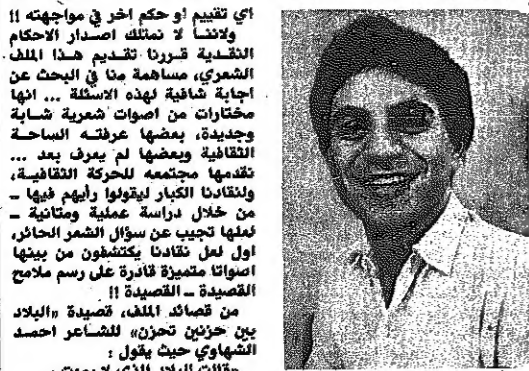 اي تقييم او حكم اخر في مواجهته !!
ولاننا لا نمتلك اصدار الاحكام
النقدية قررنا تقديم هذا الملف
الشعري، مساهمة منا في البحث عن
اجابة شافية لهذه الاسئلة ... انها
مختارات من اصوات شعرية شابة
وجديدة، بعضها عرفته الساحة
الثقافية وبعضها لم يعرف بعد ...
نقدمها مجتمعه للحركة الثقافية،
ولنقادنا الكبار ليقولوا رأيهم فيها -
من خلال دراسة عملية ومتانية -
لعلها تجيب عن سؤال الشعر الحائر،
اول لعل نقادنا يكتشفون من بينها
اصواتا متميزة قادرة على رسم ملامح
القصيدة - القصيدة !!
من قصائد الملف، قصيدة «البلاد
بين حزنين تحزن» للشاعر احمد
الشهاوي حيث يقول :